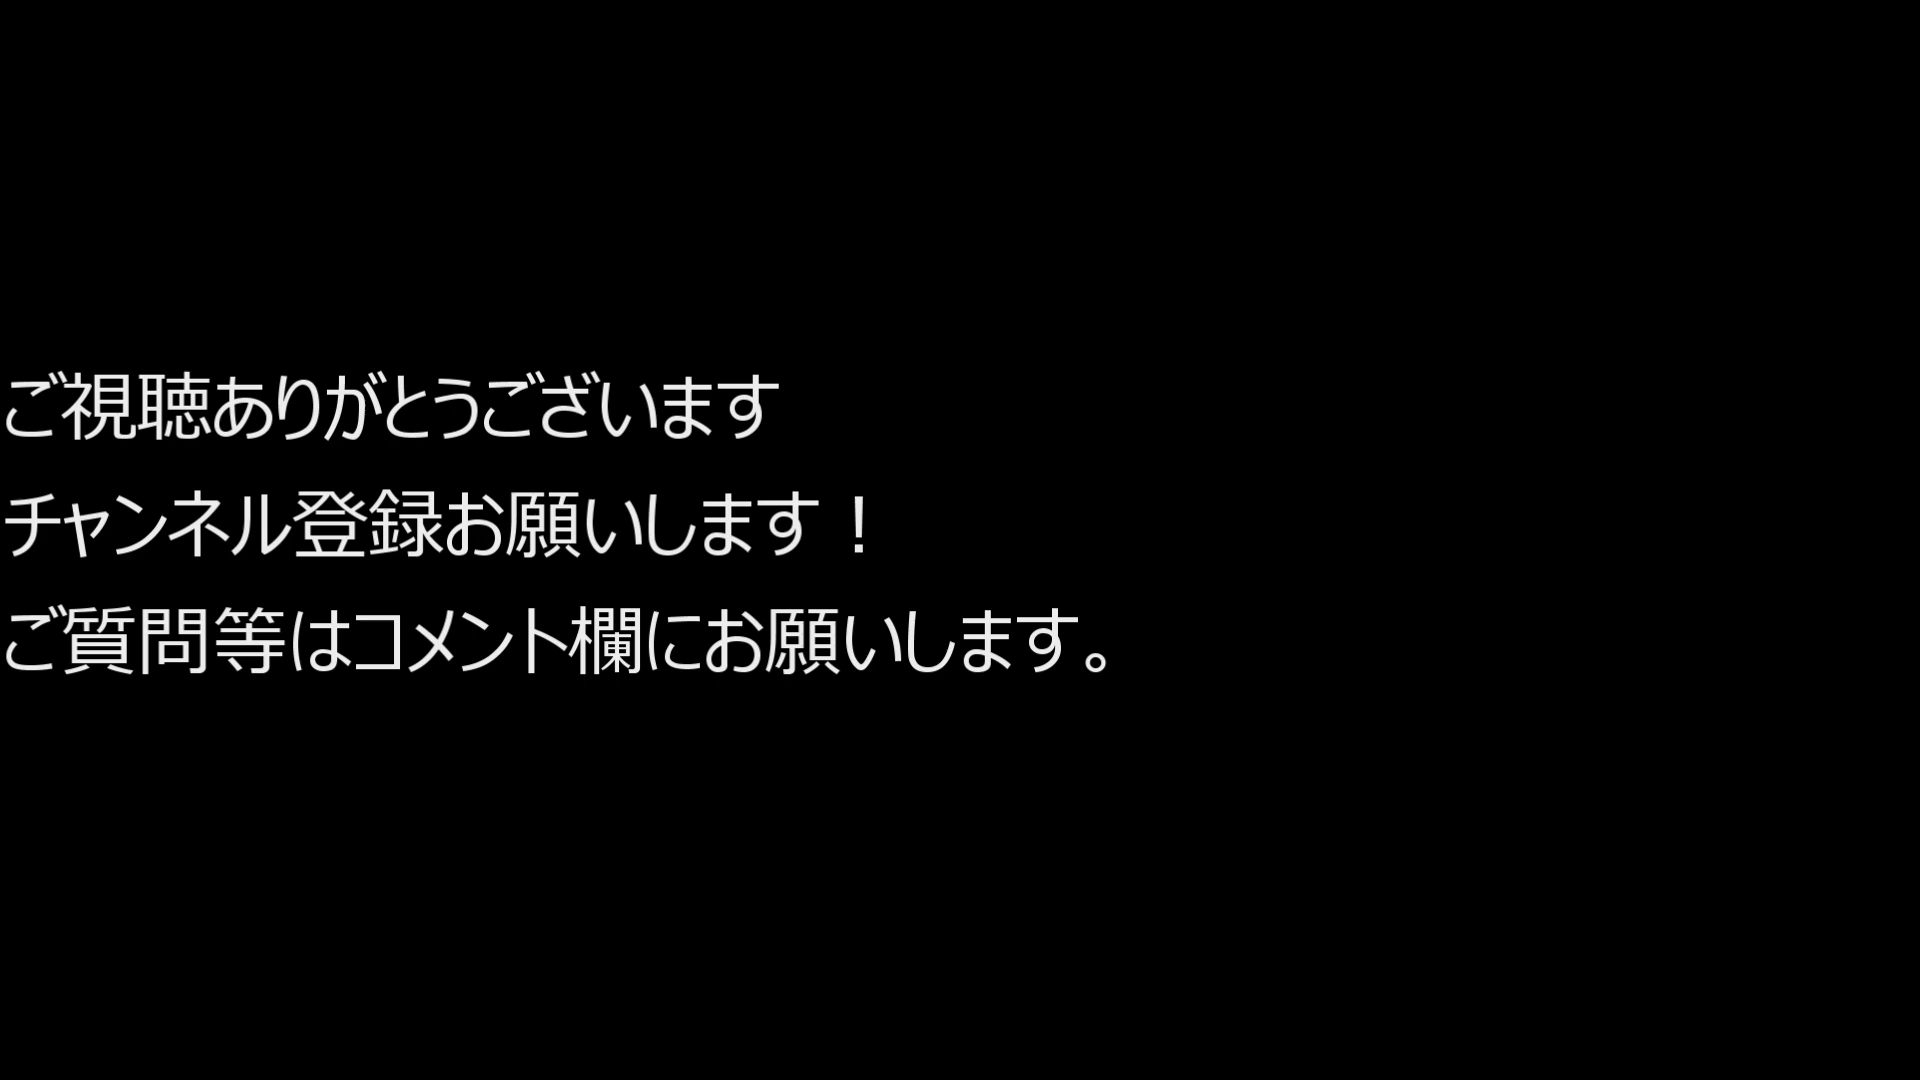 ご視聴ありがとうございます
チャンネル登録お願いします！
ご質問等はコメント欄にお願いします。